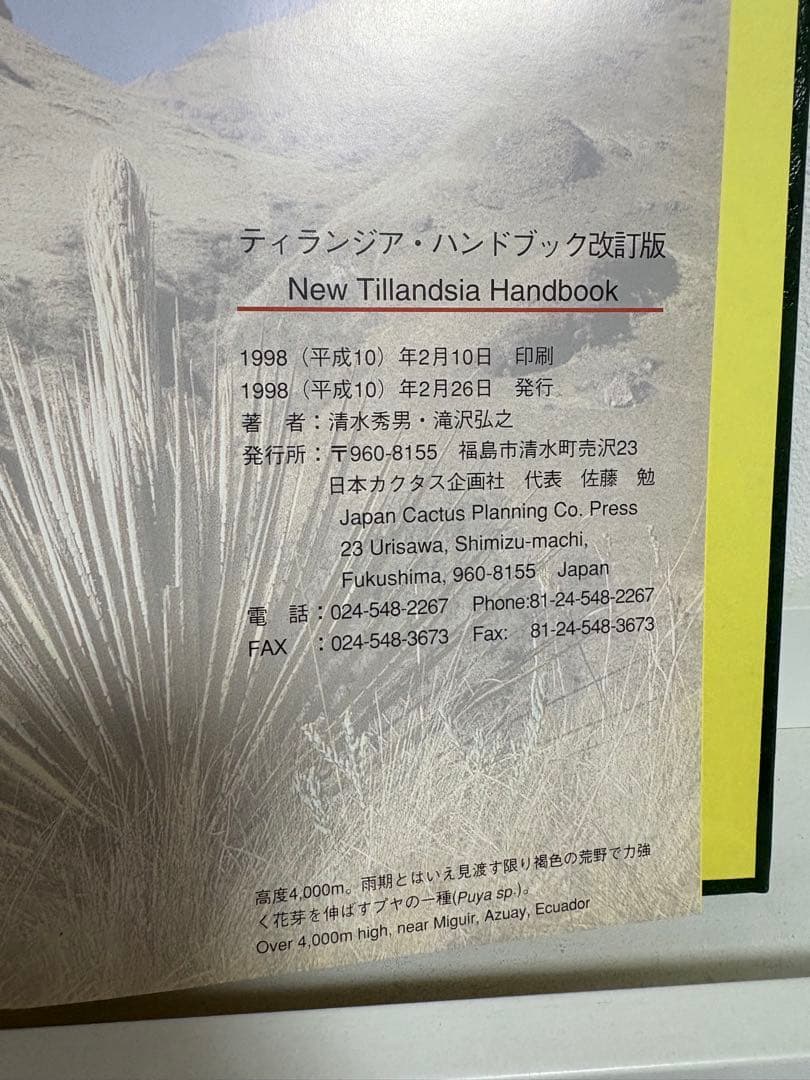 ティランジア・ハンドブック改訂版
New Tillandsia Handbook
1998（平成10）年2月10日　印刷
1998（平成10）年2月26日　発行
著　者：清水秀男・滝沢弘之
発行所：〒960-8155　福島市清水町売沢23
日本カクタス企画社　代表　佐藤　勉
Japan Cactus Planning Co. Press
23 Urisawa, Shimizu-machi,
Fukushima, 960-8155　Japan
電　話：024-548-2267　Phone:81-24-548-2267
FAX　：024-548-3673　Fax:　81-24-548-3673
高度4,000m。雨期とはいえ見渡す限り褐色の荒野で力強
く花芽を伸ばすプヤの一種(Puya sp.)。
Over 4,000m high, near Miguir, Azuay, Ecuador